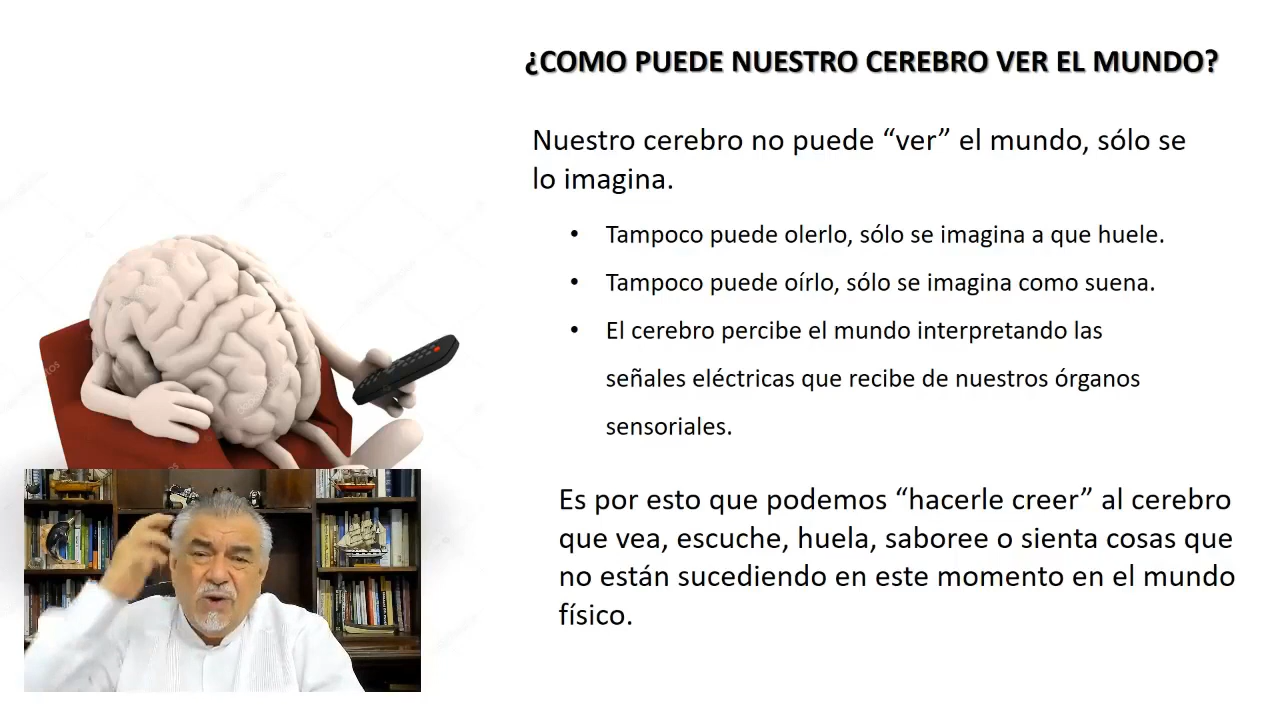 ¿COMO PUEDE NUESTRO CEREBRO VER EL MUNDO?
Nuestro cerebro no puede “ver” el mundo, sólo se
lo imagina.
• Tampoco puede olerlo, sólo se imagina a que huele.
• Tampoco puede oírlo, sólo se imagina como suena.
• El cerebro percibe el mundo interpretando las
señales eléctricas que recibe de nuestros órganos
sensoriales.
Es por esto que podemos “hacerle creer” al cerebro
que vea, escuche, huela, saboree o sienta cosas que
no están sucediendo en este momento en el mundo
físico.